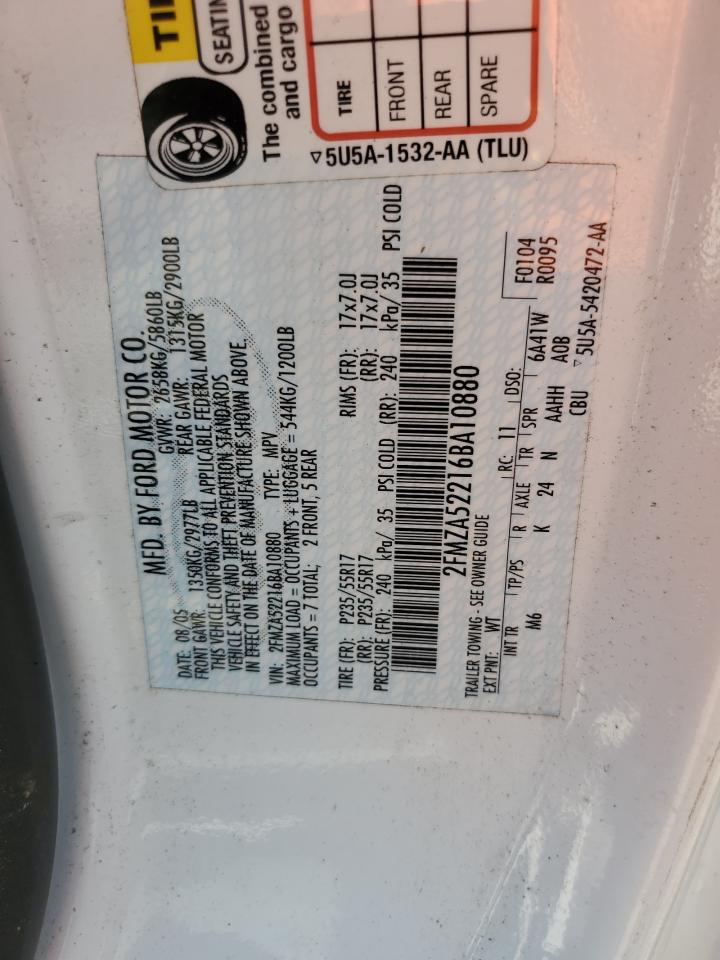 TI
SEATIN
The combined
and cargo
TIRE
FRONT
REAR
SPARE
▿5U5A-1532-AA (TLU)
MFD. BY FORD MOTOR CO.
DATE: 08/05 GVWR: 2658KG/5860LB
FRONT GAWR: 1350KG/2977LB REAR GAWR: 1315KG/2900LB
THIS VEHICLE CONFORMS TO ALL APPLICABLE FEDERAL MOTOR
VEHICLE SAFETY AND THEFT PREVENTION STANDARDS
IN EFFECT ON THE DATE OF MANUFACTURE SHOWN ABOVE.
VIN: 2FMZA52216BA10880 TYPE: MPV
MAXIMUM LOAD = OCCUPANTS + LUGGAGE = 544KG/1200LB
OCCUPANTS = 7 TOTAL; 2 FRONT, 5 REAR
TIRE (FR): P235/55R17 RIMS (FR): 17x7.0J
(RR): P235/55R17 (RR): 17x7.0J
PRESSURE (FR): 240 kPa/ 35 PSI COLD (RR): 240 kPa/ 35 PSI COLD
2FMZA52216BA10880
TRAILER TOWING - SEE OWNER GUIDE
EXT PNT: WT RC: 11 DSO: F0104
R0095
INT TR TP/PS R AXLE TR SPR 6A41W
M6 K 24 N AAHH A0B
CBU
▿5U5A-5420472-AA